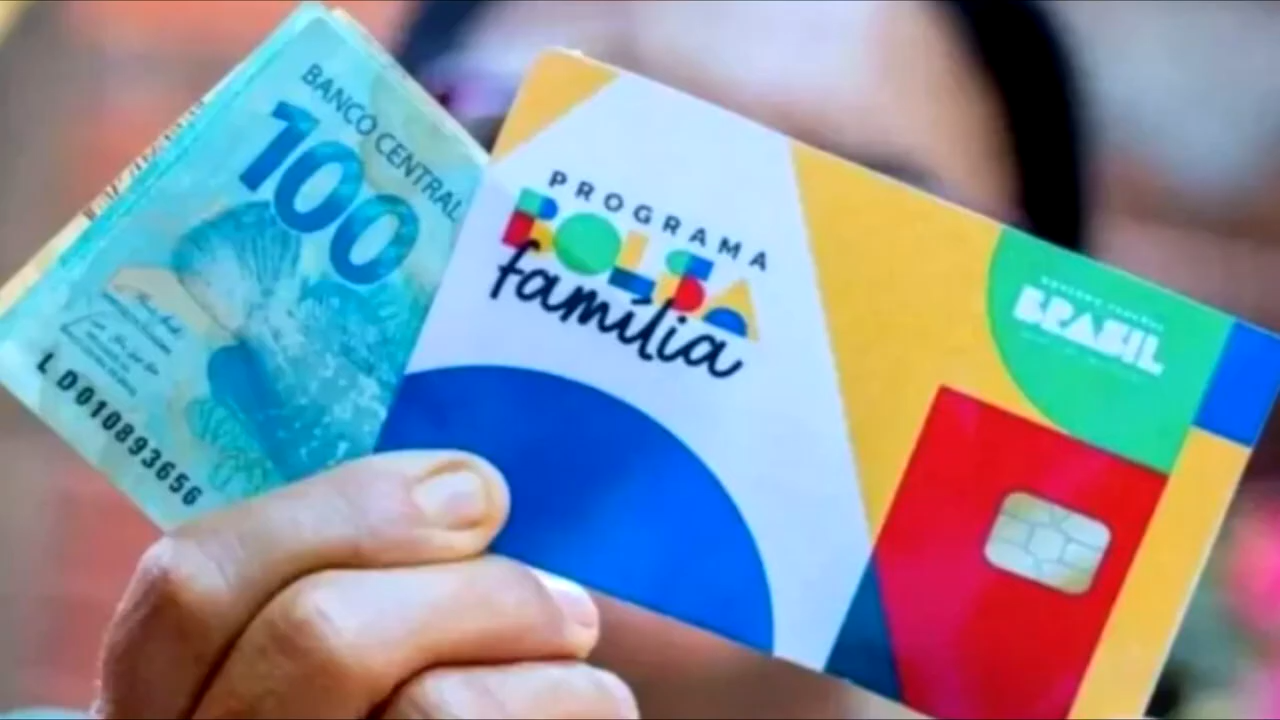 BANCO CENTRAL
100
LD010893656
PROGRAMA
BOLSA
família
BRASIL